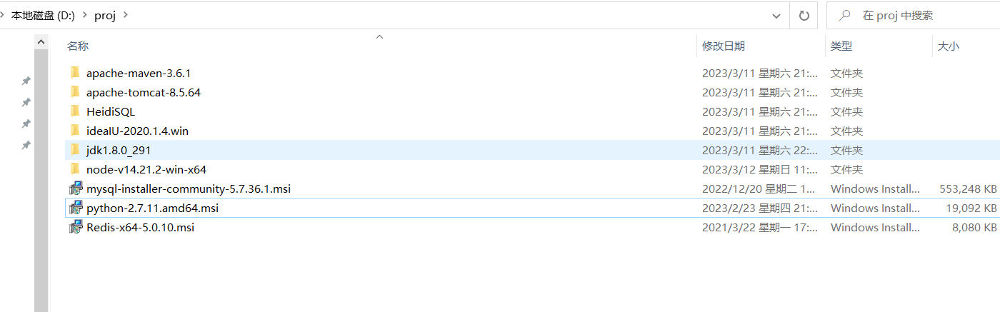 本地磁盘 (D:) proj 在 proj 中搜索
名称 修改日期 类型 大小
apache-maven-3.6.1 2023/3/11 星期六 21:... 文件夹
apache-tomcat-8.5.64 2023/3/11 星期六 21:... 文件夹
HeidiSQL 2023/3/11 星期六 21:... 文件夹
ideaIU-2020.1.4.win 2023/3/11 星期六 21:... 文件夹
jdk1.8.0_291 2023/3/11 星期六 22:... 文件夹
node-v14.21.2-win-x64 2023/3/12 星期日 11:... 文件夹
mysql-installer-community-5.7.36.1.msi 2022/12/20 星期二 1... Windows Install... 553,248 KB
python-2.7.11.amd64.msi 2023/2/23 星期四 21:... Windows Install... 19,092 KB
Redis-x64-5.0.10.msi 2021/3/22 星期一 17:... Windows Install... 8,080 KB